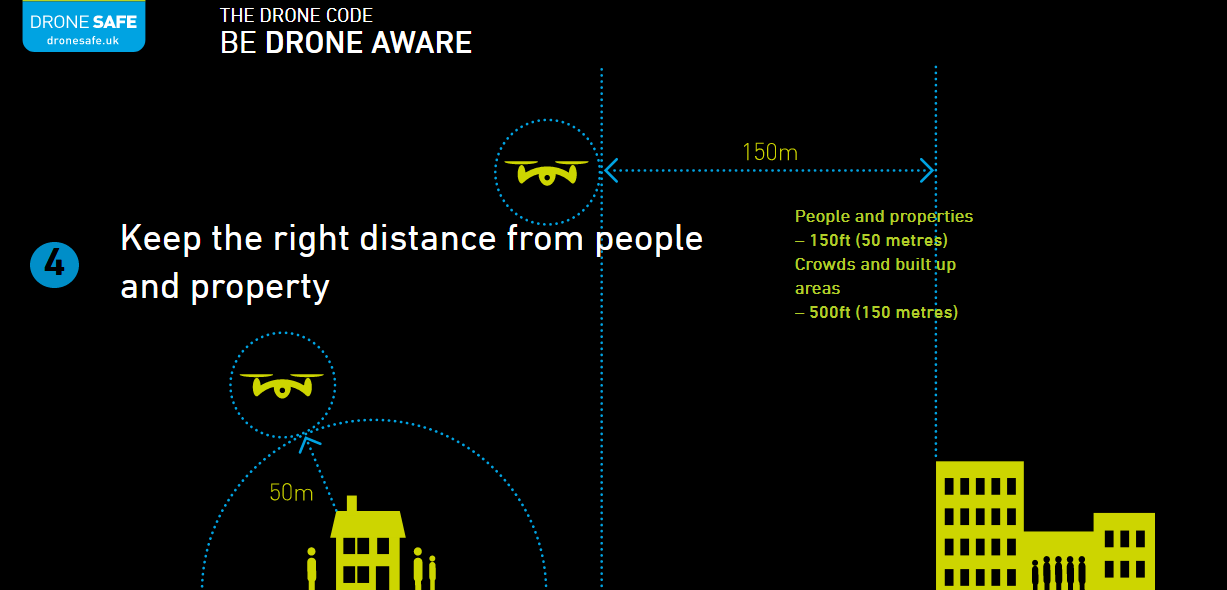 DRONE SAFE
dronesafe.uk
THE DRONE CODE
BE DRONE AWARE
150m
People and properties
– 150ft (50 metres)
Crowds and built up
areas
– 500ft (150 metres)
4
Keep the right distance from people
and property
50m